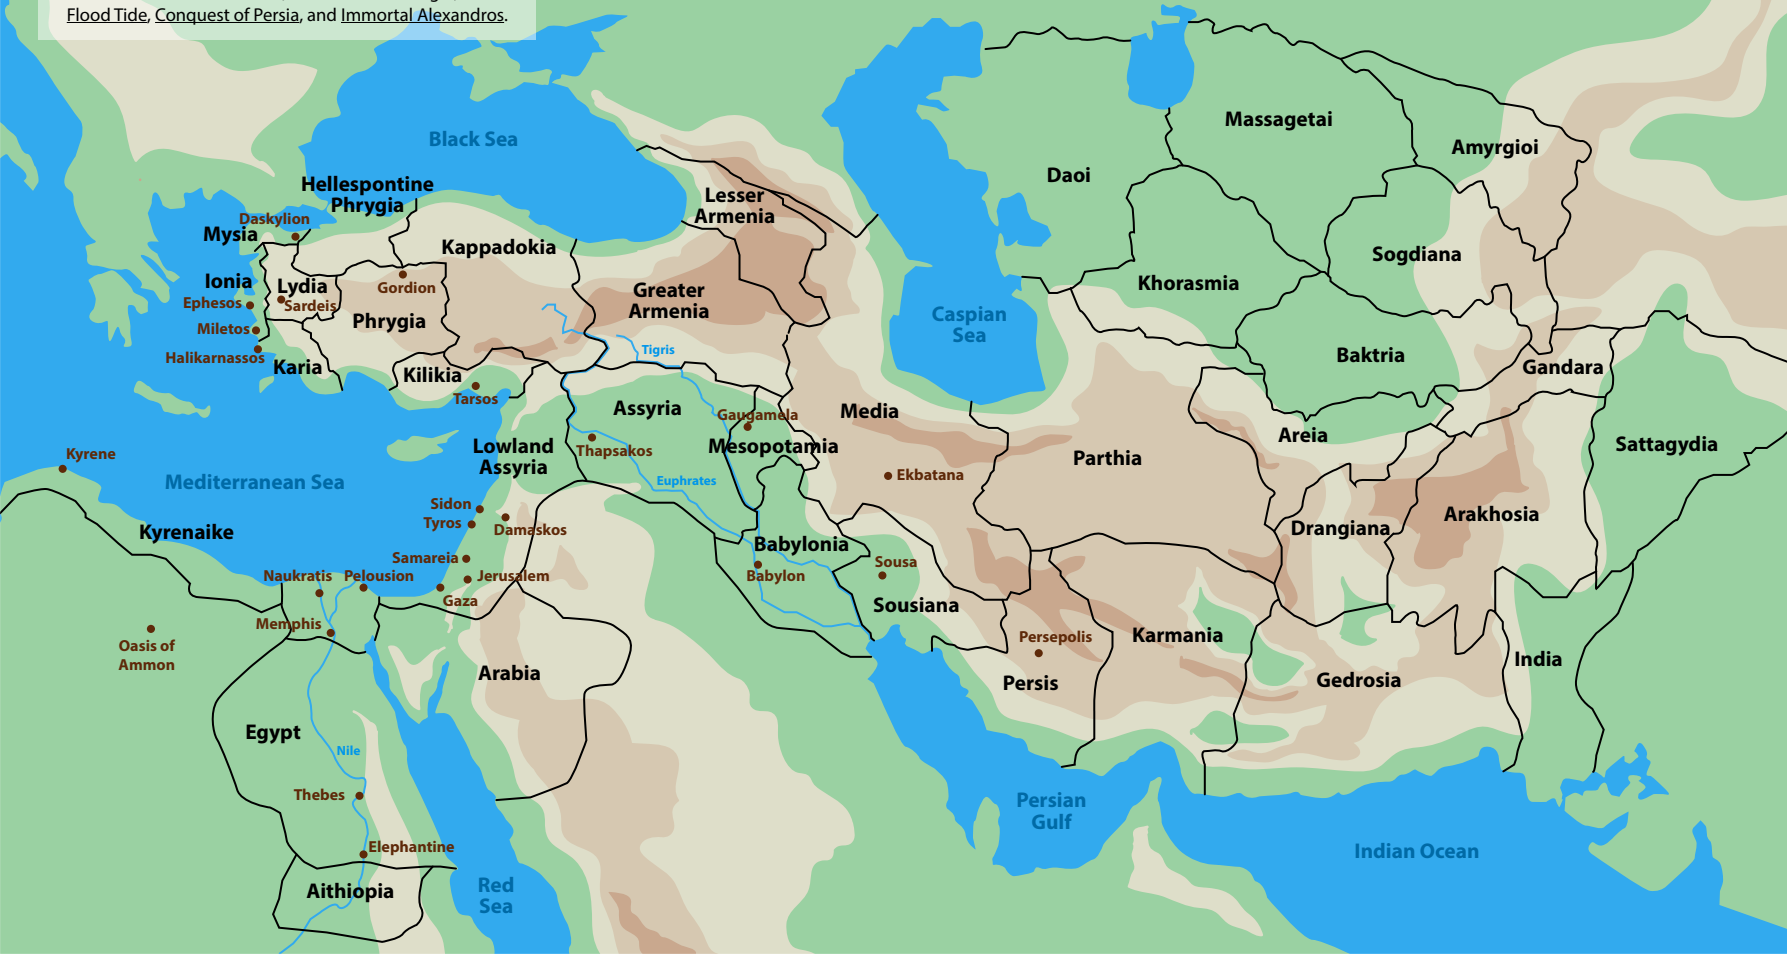 Flood Tide, Conquest of Persia, and Immortal Alexandros.
Black Sea
Massagetai
Amyrgioi
Daoi
Hellespontine
Phrygia
Lesser
Armenia
Daskylion
Mysia
Kappadokia
Sogdiana
Ionia
Lydia
Gordion
Khorasmia
Ephesos
Sardeis
Greater
Armenia
Phrygia
Caspian
Sea
Miletos
Tigris
Halikarnassos
Karia
Kilikia
Baktria
Gandara
Tarsos
Assyria
Gaugamela
Media
Areia
Lowland
Assyria
Thapsakos
Mesopotamia
Sattagydia
Kyrene
Parthia
Mediterranean Sea
Euphrates
Ekbatana
Sidon
Tyros
Damaskos
Arakhosia
Drangiana
Kyrenaike
Babylonia
Samareia
Sousa
Naukratis
Pelousion
Jerusalem
Babylon
Gaza
Sousiana
Memphis
Persepolis
Karmania
Oasis of
Ammon
Arabia
Persis
Gedrosia
India
Egypt
Nile
Thebes
Persian
Gulf
Elephantine
Indian Ocean
Aithiopia
Red
Sea